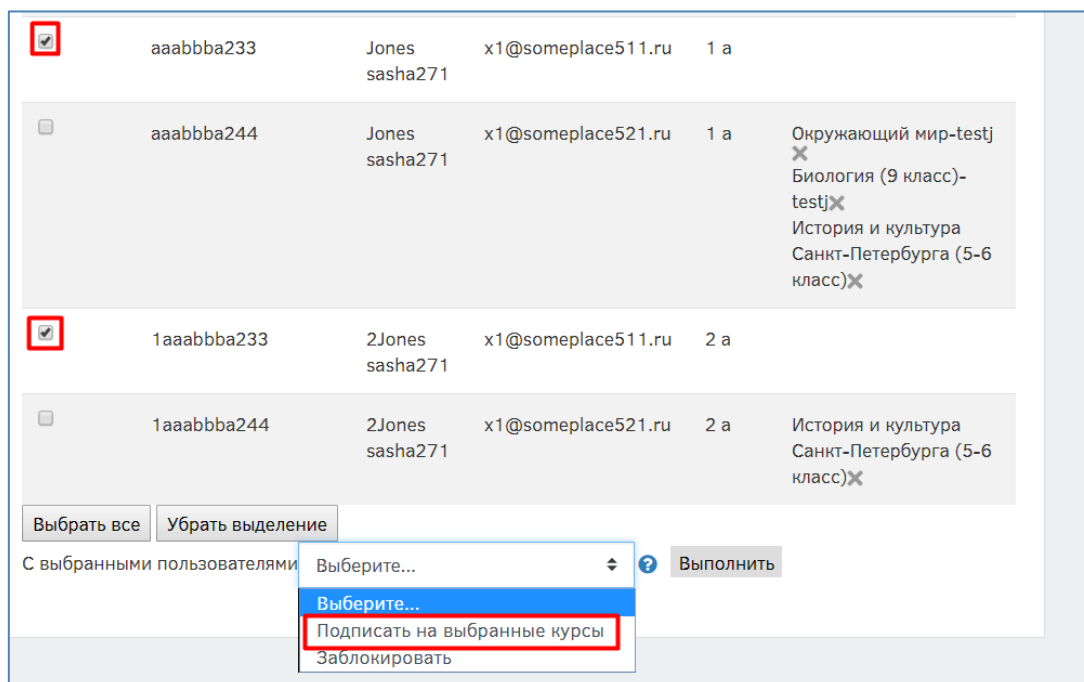 aaabbba233 Jones x1@someplace511.ru 1 а
sasha271
aaabbba244 Jones x1@someplace521.ru 1 а Окружающий мир-testj
sasha271
Биология (9 класс)-
testj
История и культура
Санкт-Петербурга (5-6
класс)
1aaabbba233 2Jones x1@someplace511.ru 2 а
sasha271
1aaabbba244 2Jones x1@someplace521.ru 2 а История и культура
sasha271 Санкт-Петербурга (5-6
класс)
Выбрать все Убрать выделение
С выбранными пользователями Выберите... ? Выполнить
Выберите...
Подписать на выбранные курсы
Заблокировать